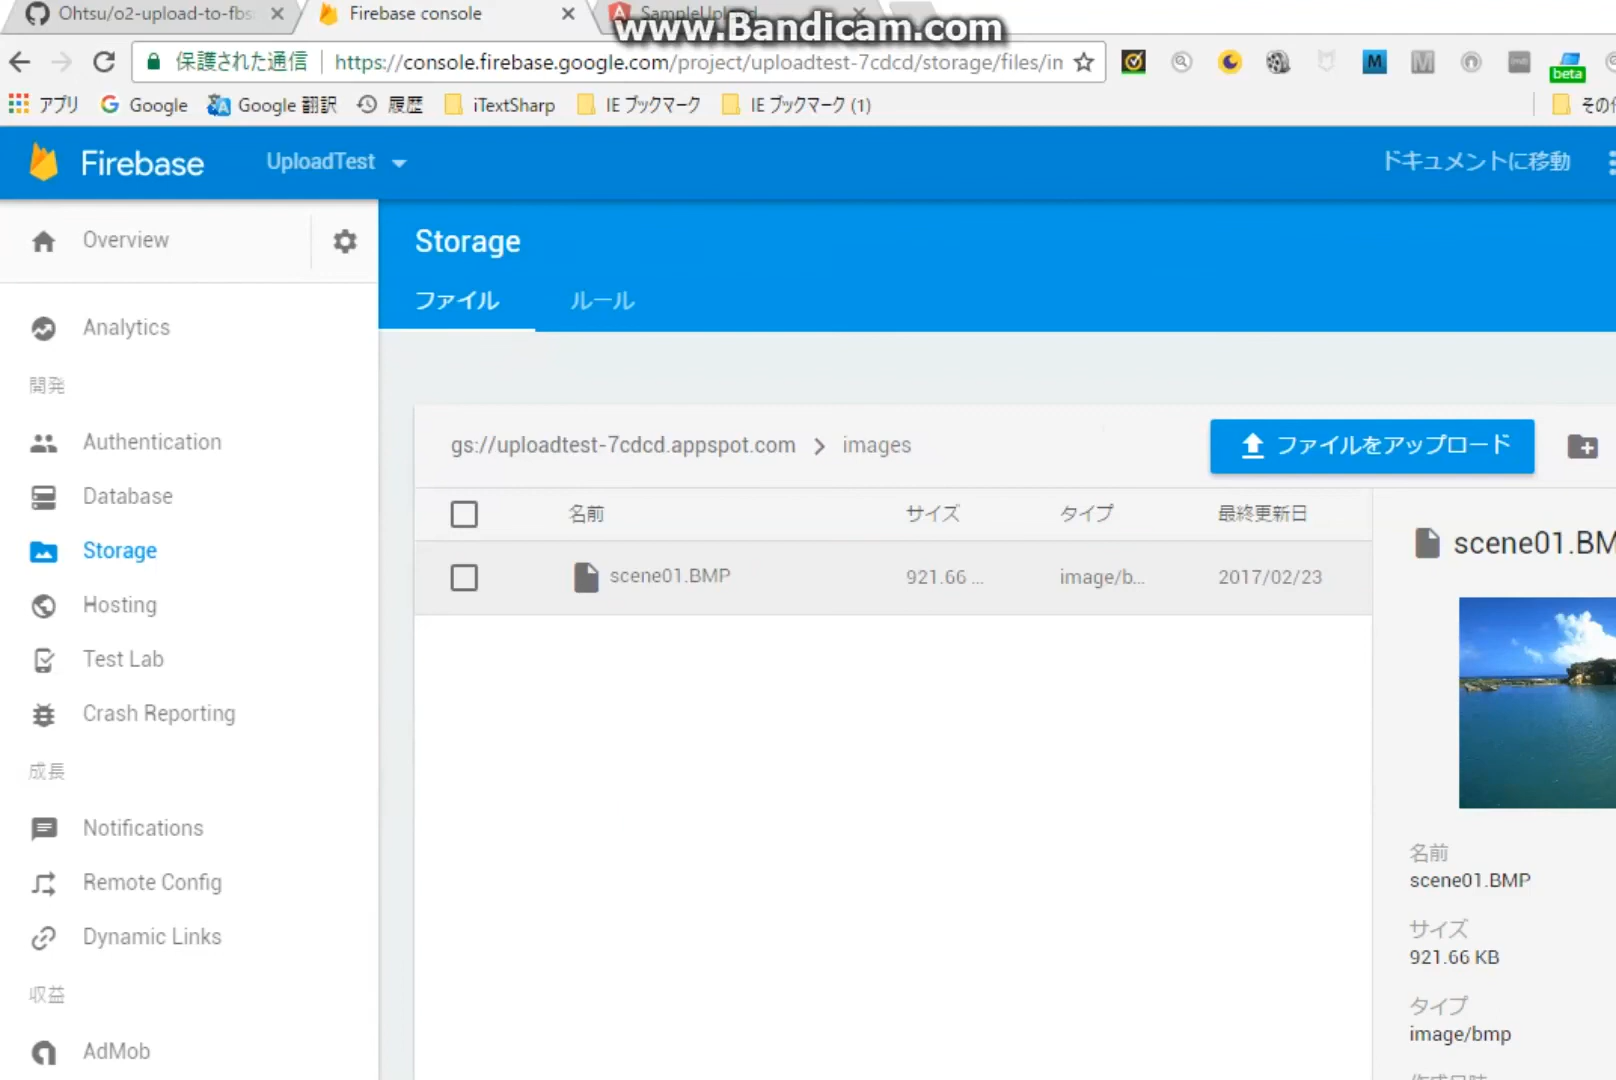 Ohtsu/o2-upload-to-fbs
Firebase console
SampleUpload
www.Bandicam.com
保護された通信
https://console.firebase.google.com/project/uploadtest-7cdcd/storage/files/in
M
M
beta
アプリ
Google
Google 翻訳
履歴
iTextSharp
IE ブックマーク
IE ブックマーク (1)
その他
Firebase
UploadTest
ドキュメントに移動
Overview
Storage
ファイル
ルール
Analytics
開発
Authentication
Database
Storage
Hosting
Test Lab
Crash Reporting
成長
Notifications
Remote Config
Dynamic Links
収益
AdMob
gs://uploadtest-7cdcd.appspot.com
images
ファイルをアップロード
名前
サイズ
タイプ
最終更新日
scene01.BMP
921.66 ...
image/b...
2017/02/23
scene01.BM
名前
scene01.BMP
サイズ
921.66 KB
タイプ
image/bmp